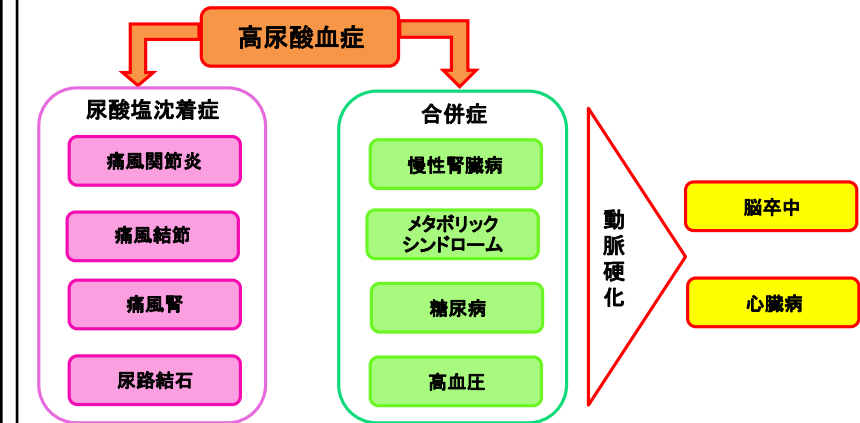 高尿酸血症
尿酸塩沈着症
痛風関節炎
痛風結節
痛風腎
尿路結石
合併症
慢性腎臓病
メタボリック
シンドローム
糖尿病
高血圧
動脈硬化
脳卒中
心臓病